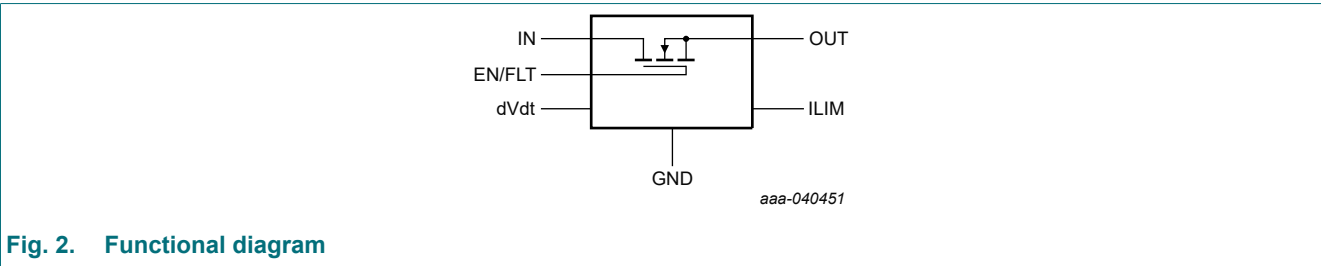 IN
OUT
EN/FLT
dVdt
ILIM
GND
aaa-040451
Fig. 2. Functional diagram